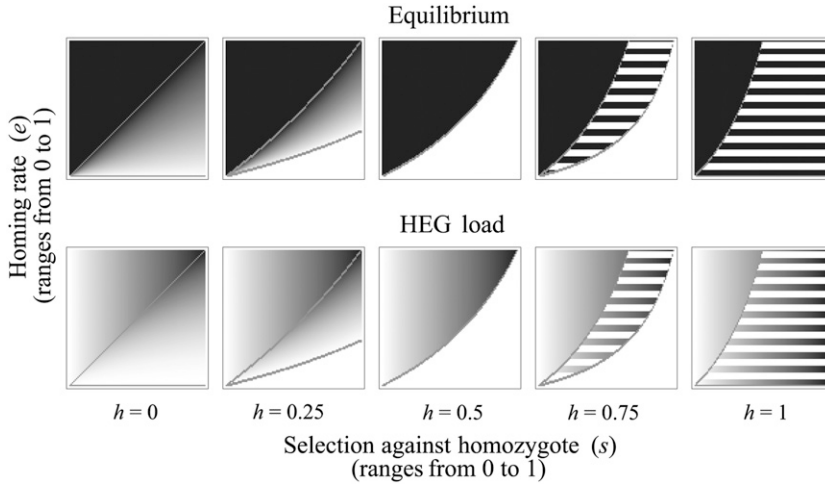 Equilibrium
Homing rate (e)
(ranges from 0 to 1)
HEG load
h = 0
h = 0.25
h = 0.5
h = 0.75
h = 1
Selection against homozygote (s)
(ranges from 0 to 1)